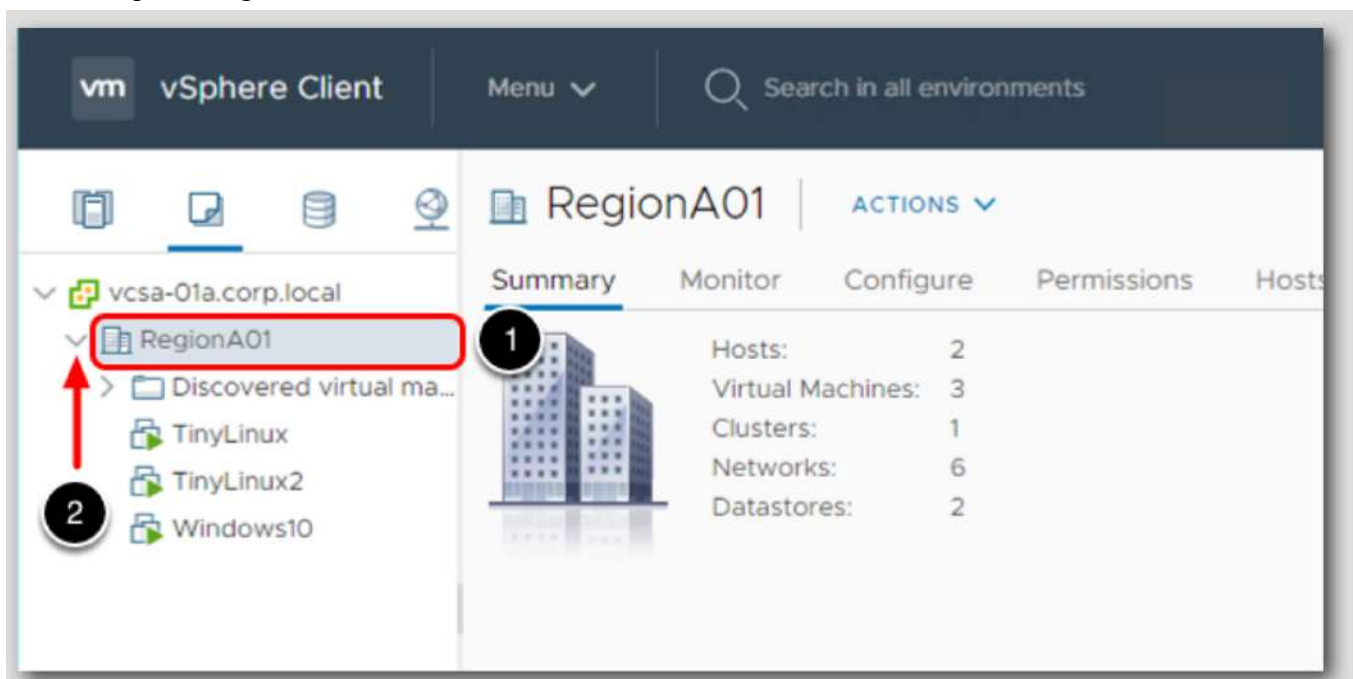 vm vSphere Client Menu Search in all environments
RegionA01 ACTIONS
Summary Monitor Configure Permissions Hosts
vcsa-01a.corp.local
RegionA01
Discovered virtual ma...
TinyLinux
TinyLinux2
Windows10
1
2
Hosts: 2
Virtual Machines: 3
Clusters: 1
Networks: 6
Datastores: 2